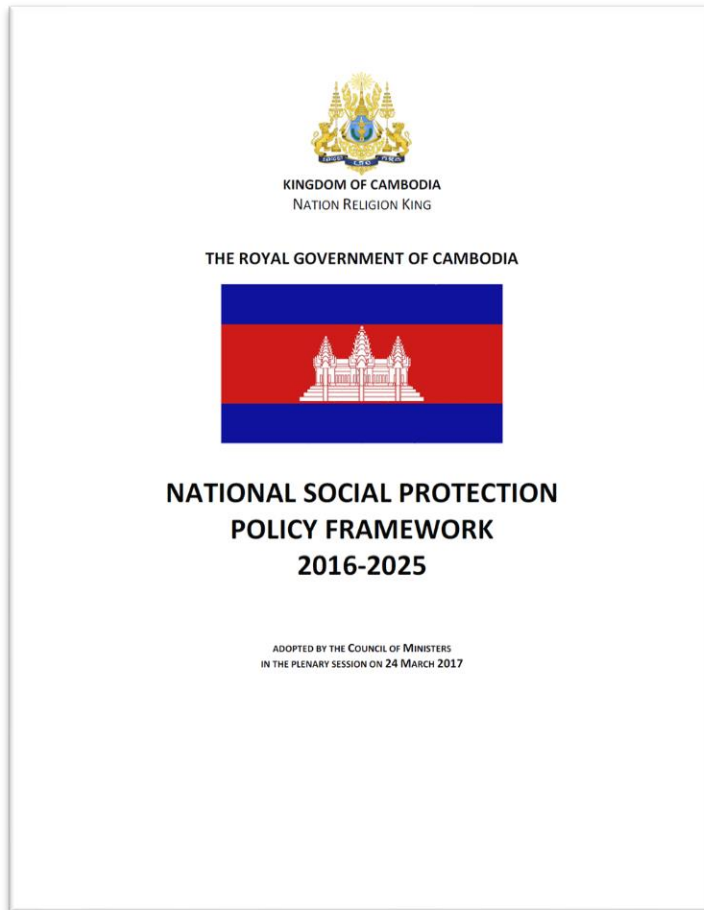 KINGDOM OF CAMBODIA
NATION RELIGION KING
THE ROYAL GOVERNMENT OF CAMBODIA
NATIONAL SOCIAL PROTECTION
POLICY FRAMEWORK
2016-2025
ADOPTED BY THE COUNCIL OF MINISTERS
IN THE PLENARY SESSION ON 24 MARCH 2017